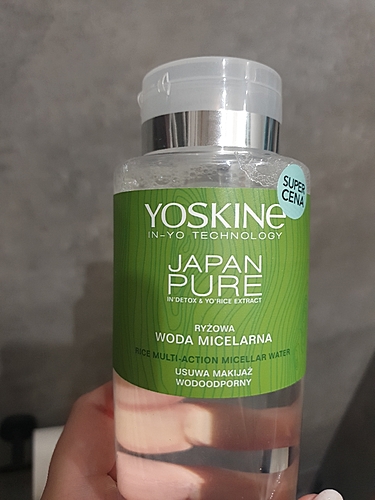 SUPER
CENA
YOSKINE
IN-YO TECHNOLOGY
JAPAN
PURE
IN'DETOX & YO'RICE EXTRACT
RYŻOWA
WODA MICELARNA
RICE MULTI-ACTION MICELLAR WATER
USUWA MAKIJAŻ
WODOODPORNY